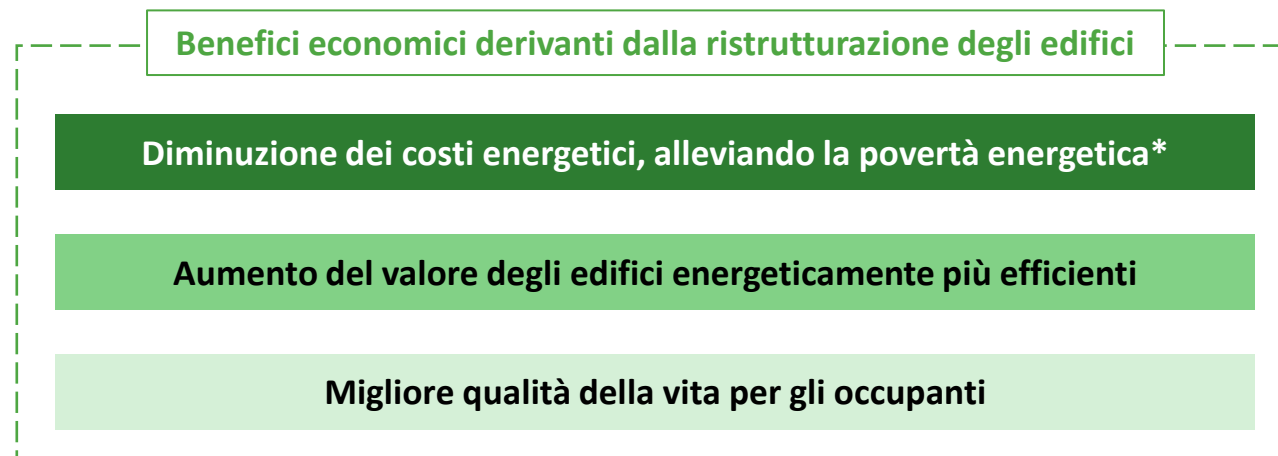 Benefici economici derivanti dalla ristrutturazione degli edifici
Diminuzione dei costi energetici, alleviando la povertà energetica*
Aumento del valore degli edifici energeticamente più efficienti
Migliore qualità della vita per gli occupanti